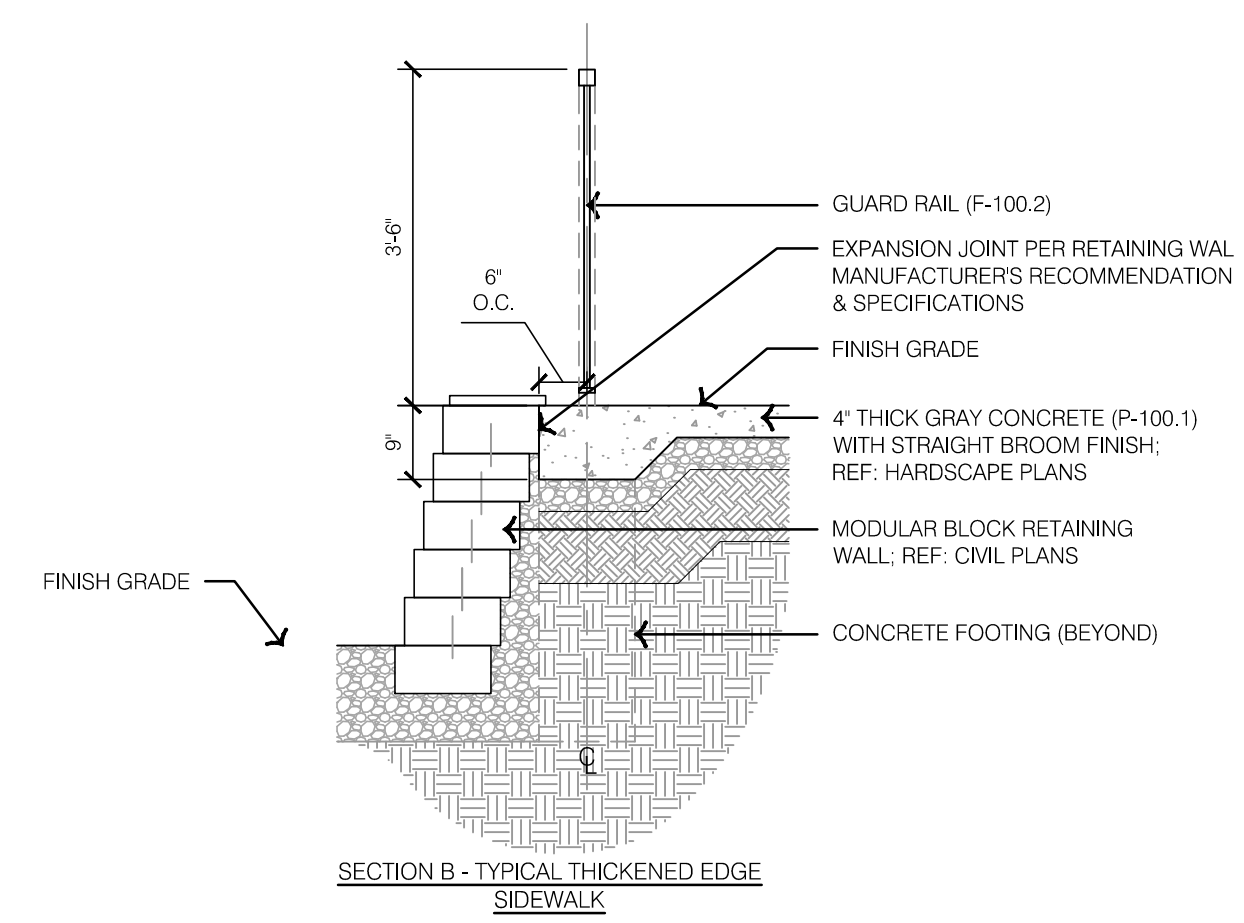 3'-6"
6"
O.C.
9"
GUARD RAIL (F-100.2)
EXPANSION JOINT PER RETAINING WAL
MANUFACTURER'S RECOMMENDATION
& SPECIFICATIONS
FINISH GRADE
4" THICK GRAY CONCRETE (P-100.1)
WITH STRAIGHT BROOM FINISH;
REF: HARDSCAPE PLANS
MODULAR BLOCK RETAINING
WALL; REF: CIVIL PLANS
FINISH GRADE
CONCRETE FOOTING (BEYOND)
CL
SECTION B - TYPICAL THICKENED EDGE
SIDEWALK